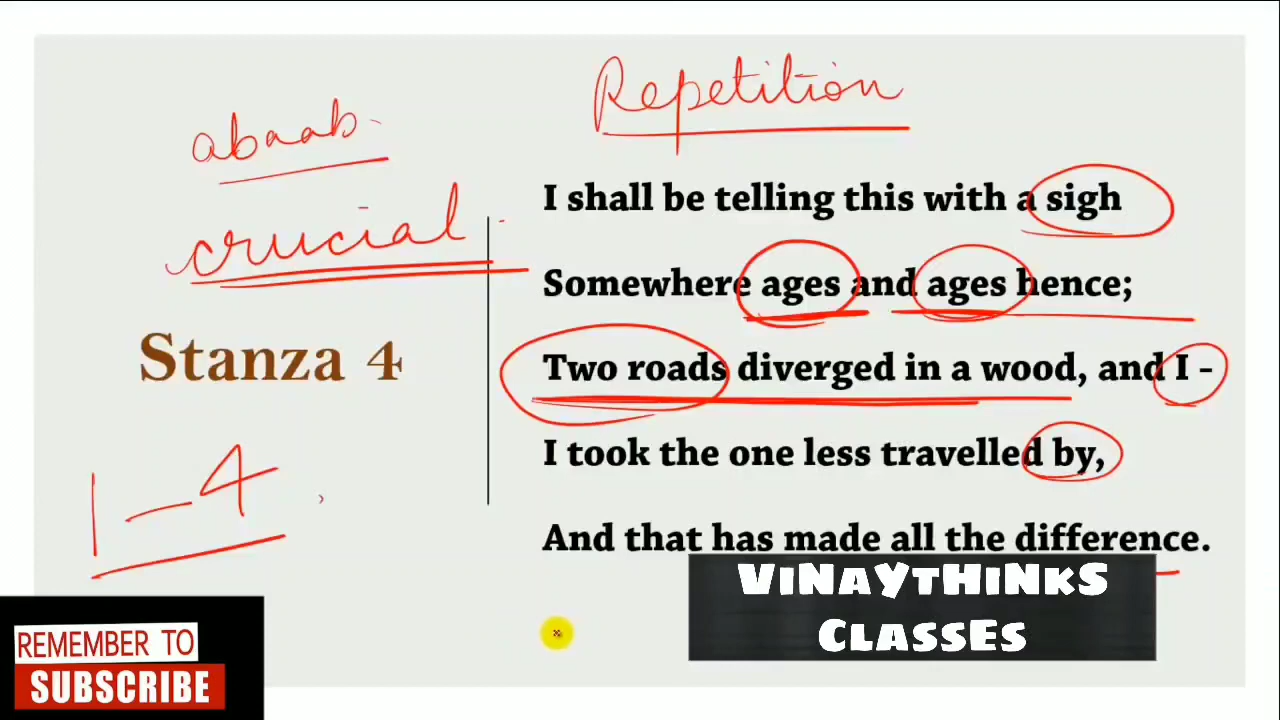 Repetition
abaab
crucial
Stanza 4
1-4
I shall be telling this with a sigh
Somewhere ages and ages hence;
Two roads diverged in a wood, and I -
I took the one less travelled by,
And that has made all the difference.
ViNAYTHiNKS
CLASSES
REMEMBER TO
SUBSCRIBE